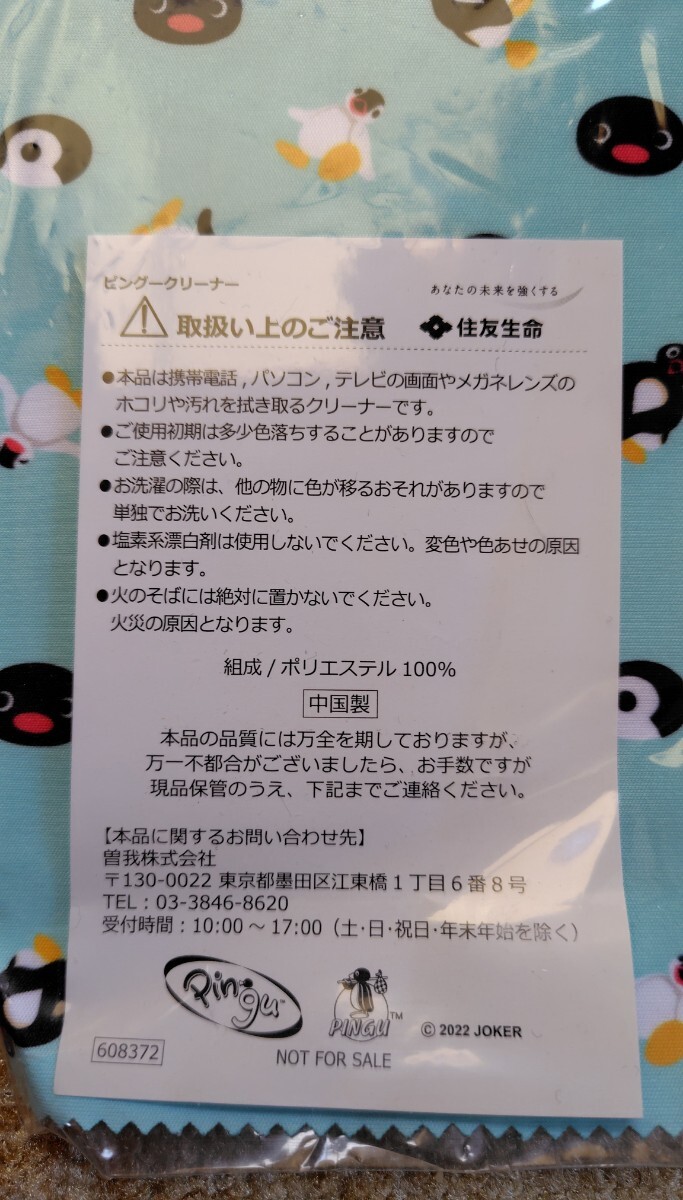 ピングークリーナー
あなたの未来を強くする
取扱い上のご注意 住友生命
●本品は携帯電話,パソコン,テレビの画面やメガネレンズの
ホコリや汚れを拭き取るクリーナーです。
●ご使用初期は多少色落ちすることがありますので
ご注意ください。
●お洗濯の際は、他の物に色が移るおそれがありますので
単独でお洗いください。
●塩素系漂白剤は使用しないでください。変色や色あせの原因
となります。
●火のそばには絶対に置かないでください。
火災の原因となります。
組成/ポリエステル100%
中国製
本品の品質には万全を期しておりますが、
万一不都合がございましたら、お手数ですが
現品保管のうえ、下記までご連絡ください。
【本品に関するお問い合わせ先】
曽我株式会社
〒130-0022 東京都墨田区江東橋1丁目6番8号
TEL:03-3846-8620
受付時間:10:00~17:00(土・日・祝日・年末年始を除く)
Pingu™
PINGU™
© 2022 JOKER
608372
NOT FOR SALE